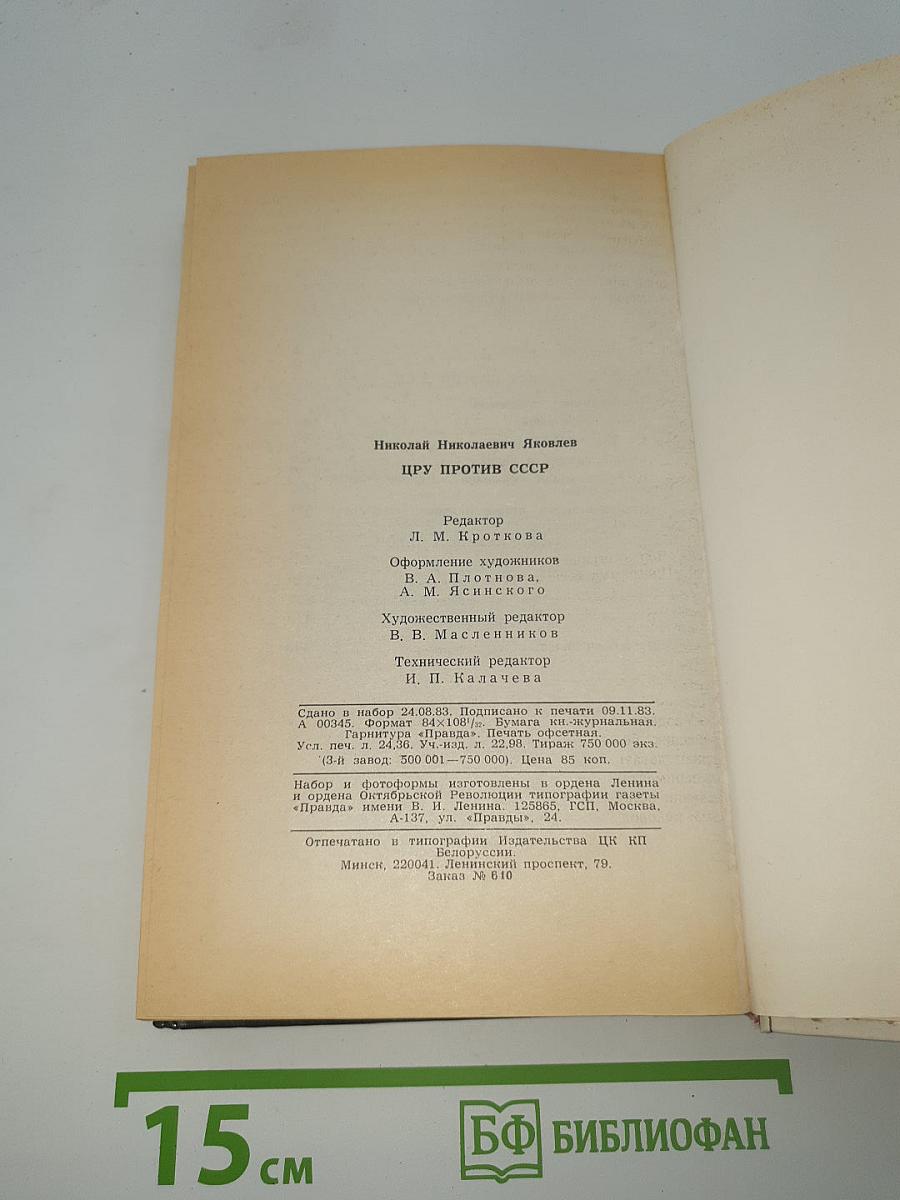 Николай Николаевич Яковлев
ЦРУ ПРОТИВ СССР
Редактор
Л. М. Кроткова
Оформление художников
В. А. Плотнова,
А. М. Ясинского
Художественный редактор
В. В. Масленников
Технический редактор
И. П. Калачева
Сдано в набор 24.08.83. Подписано к печати 09.11.83.
А 00345. Формат 84×108¹/₃₂. Бумага кн.-журнальная.
Гарнитура «Правда». Печать офсетная.
Усл. печ. л. 24,36. Уч.-изд. л. 22,98. Тираж 750 000 экз.
(3-й завод: 500 001—750 000). Цена 85 коп.
Набор и фотоформы изготовлены в ордена Ленина
и ордена Октябрьской Революции типографии газеты
«Правда» имени В. И. Ленина. 125865, ГСП, Москва,
А-137, ул. «Правды», 24.
Отпечатано в типографии Издательства ЦК КП
Белоруссии.
Минск, 220041. Ленинский проспект, 79.
Заказ № 610
15 см
БФ БИБЛИОФАН